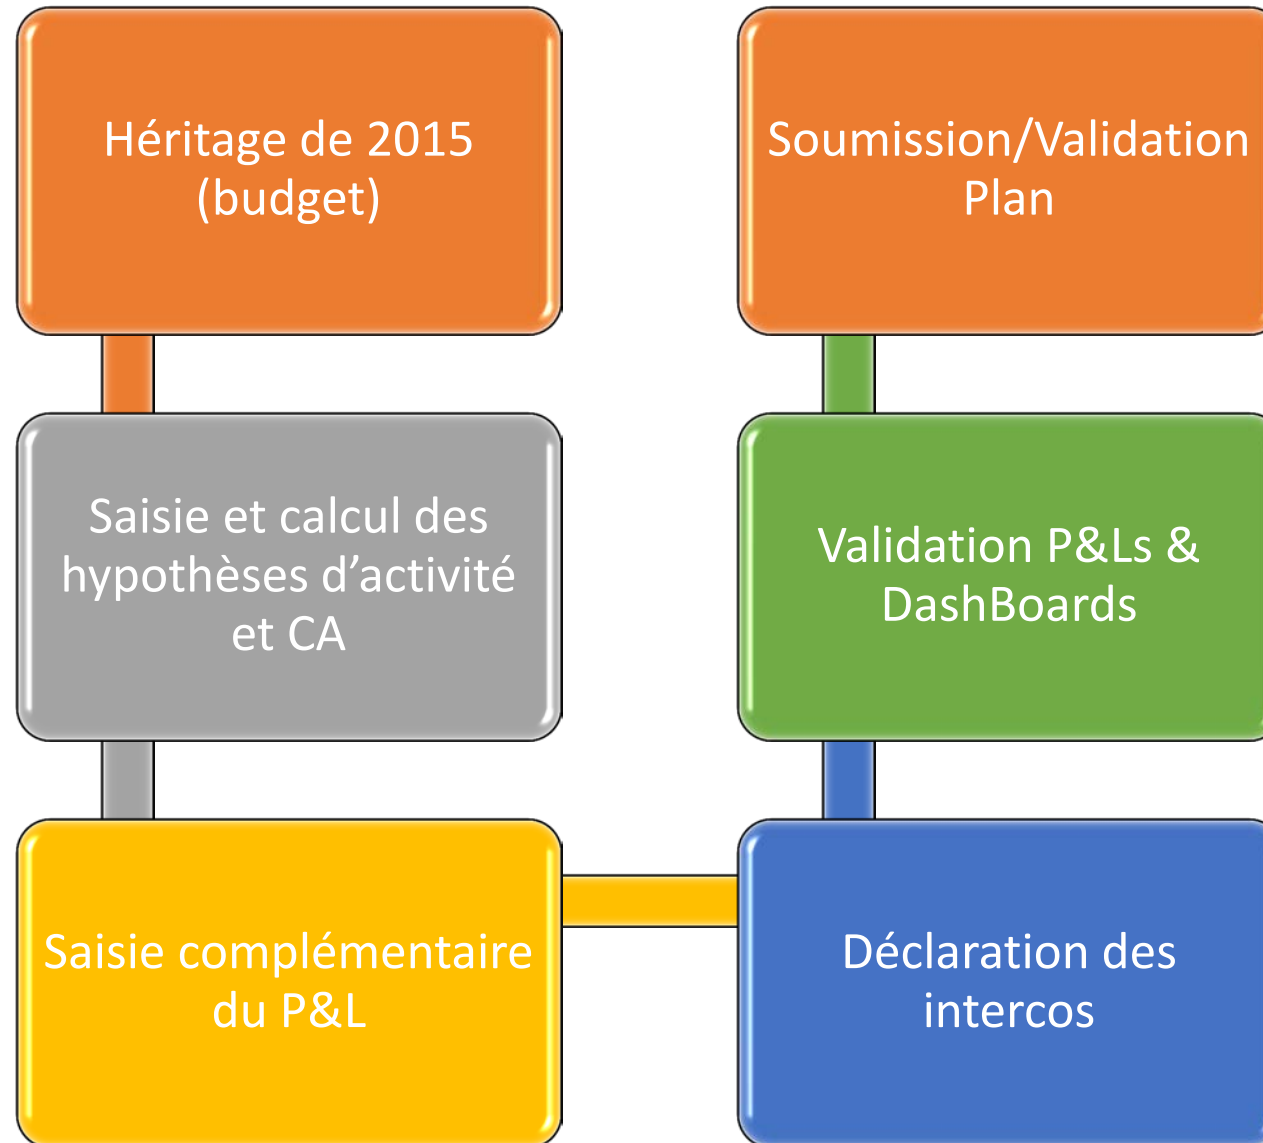 Héritage de 2015
(budget)
Saisie et calcul des
hypothèses d’activité
et CA
Saisie complémentaire
du P&L
Déclaration des
intercos
Validation P&Ls &
DashBoards
Soumission/Validation
Plan